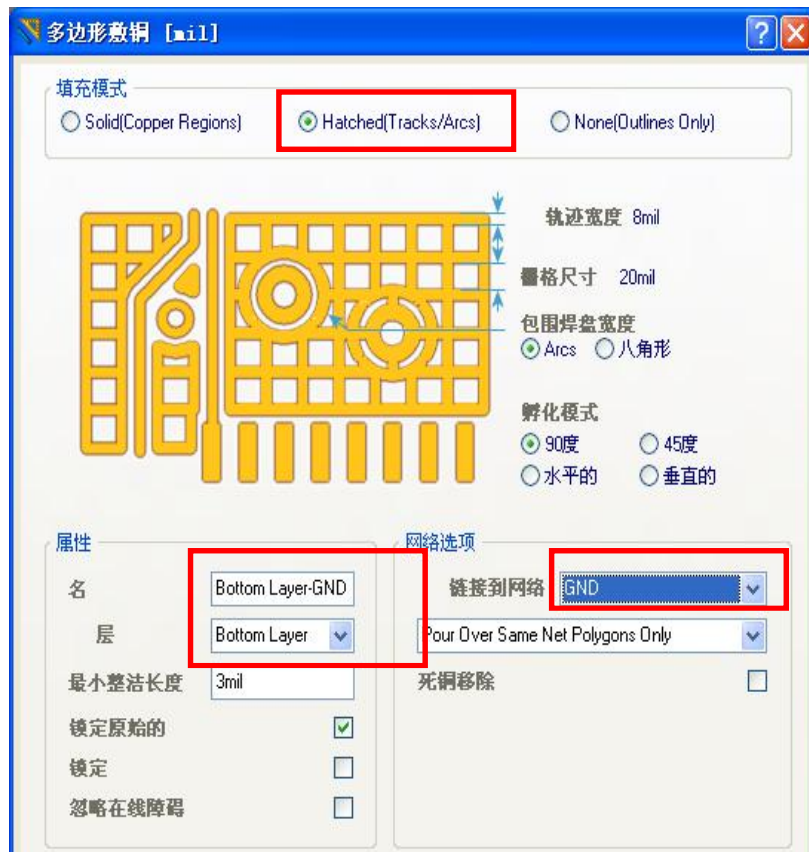 多边形敷铜 [mil]
填充模式
Solid(Copper Regions) Hatched(Tracks/Arcs) None(Outlines Only)
轨迹宽度 8mil
栅格尺寸 20mil
包围焊盘宽度
Arcs 八角形
孵化模式
90度 45度
水平的 垂直的
属性
名 Bottom Layer-GND
层 Bottom Layer
最小整洁长度 3mil
锁定原始的
锁定
忽略在线障碍
网络选项
链接到网络 GND
Pour Over Same Net Polygons Only
死铜移除